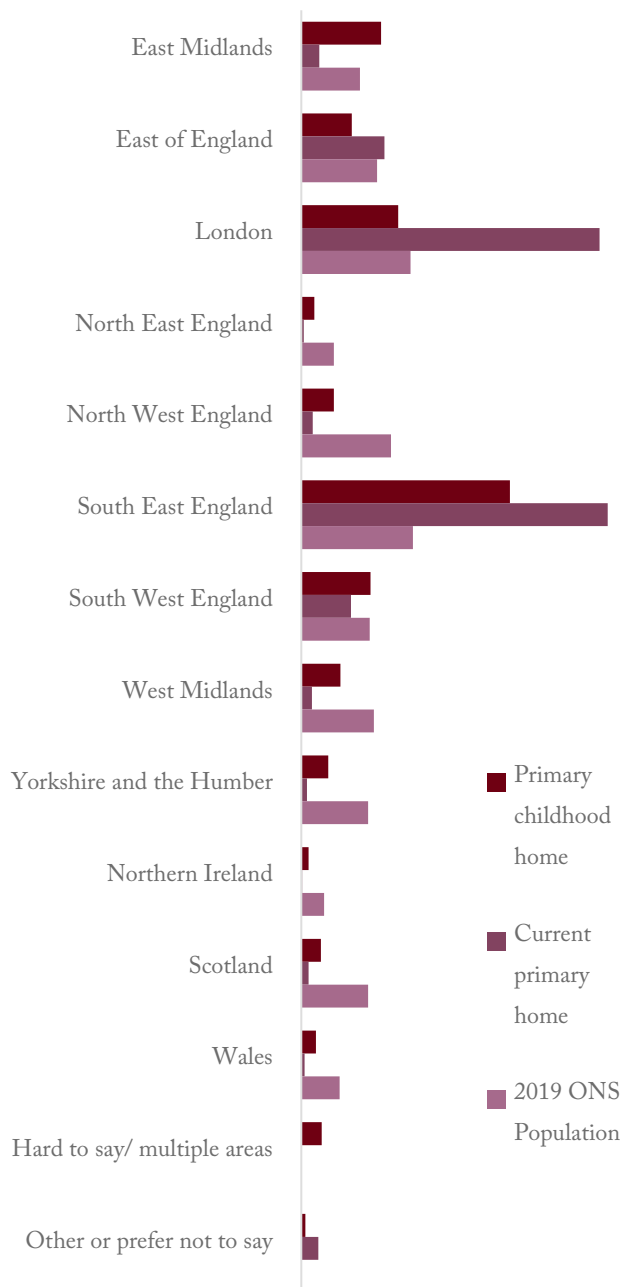 East Midlands
East of England
London
North East England
North West England
South East England
South West England
West Midlands
Yorkshire and the Humber
Northern Ireland
Scotland
Wales
Hard to say/ multiple areas
Other or prefer not to say
Primary
childhood
home
Current
primary
home
2019 ONS
Population